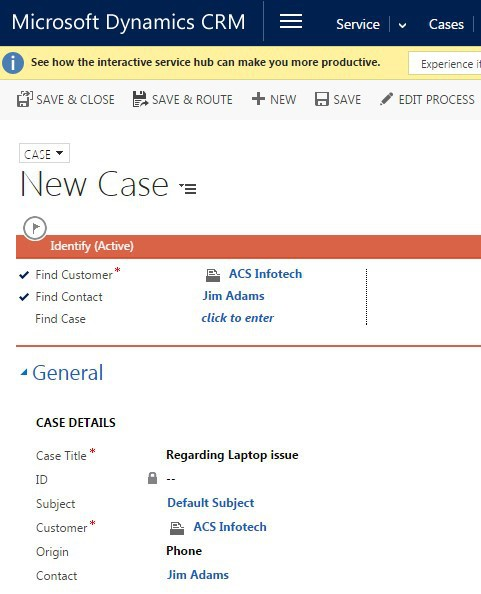 Microsoft Dynamics CRM Service Cases
See how the interactive service hub can make you more productive. Experience it
SAVE & CLOSE SAVE & ROUTE NEW SAVE EDIT PROCESS
CASE
New Case
Identify (Active)
Find Customer* ACS Infotech
Find Contact Jim Adams
Find Case click to enter
General
CASE DETAILS
Case Title* Regarding Laptop issue
ID --
Subject Default Subject
Customer* ACS Infotech
Origin Phone
Contact Jim Adams